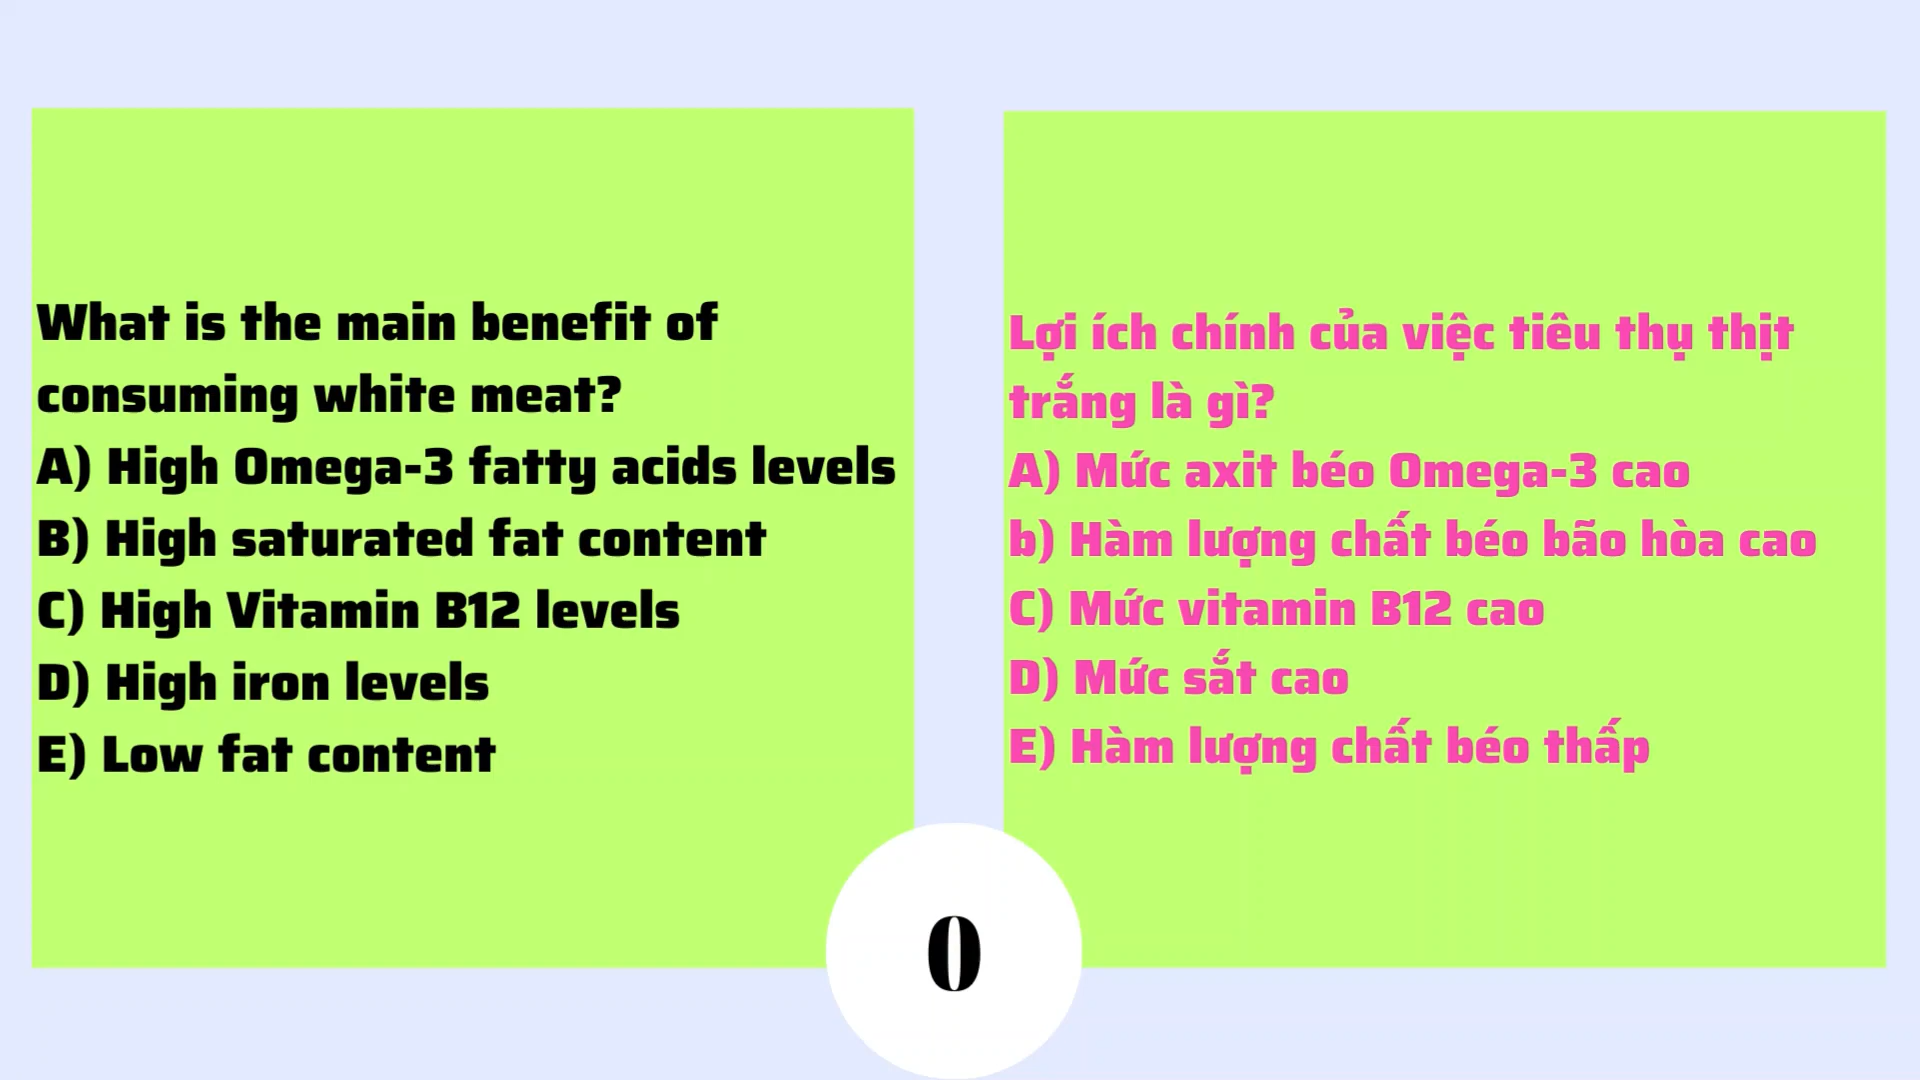 What is the main benefit of
consuming white meat?
A) High Omega-3 fatty acids levels
B) High saturated fat content
C) High Vitamin B12 levels
D) High iron levels
E) Low fat content
Lợi ích chính của việc tiêu thụ thịt
trắng là gì?
A) Mức axit béo Omega-3 cao
b) Hàm lượng chất béo bão hòa cao
C) Mức vitamin B12 cao
D) Mức sắt cao
E) Hàm lượng chất béo thấp
0